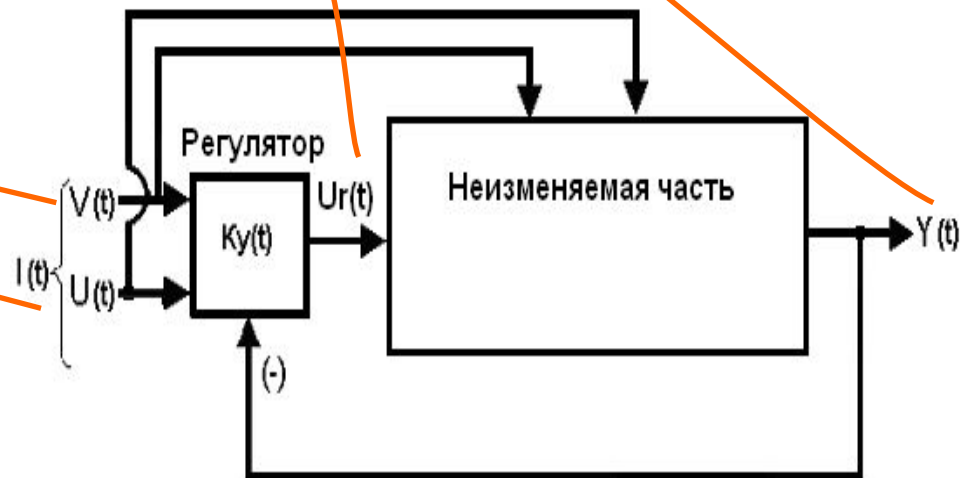 Регулятор
V(t)
Ur(t)
Неизменяемая часть
Ky(t)
Y(t)
I(t)
U(t)
(-)